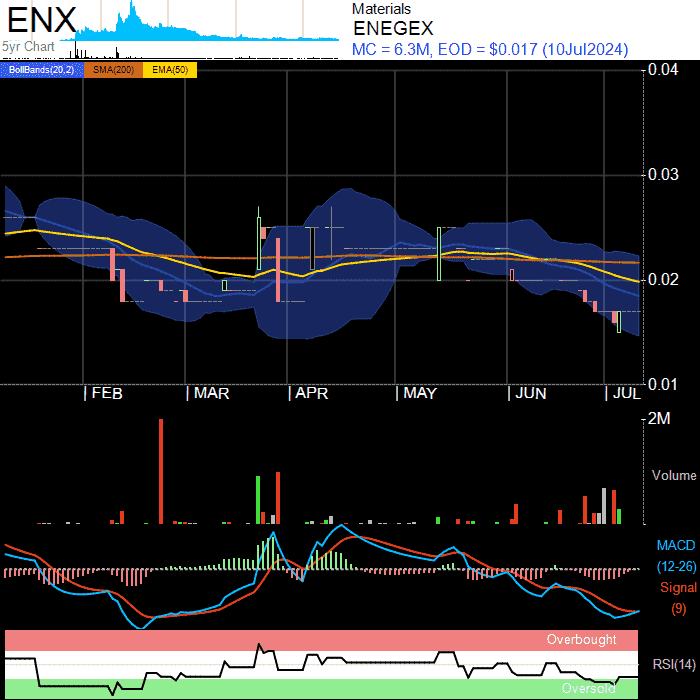 ENX
5yr Chart
Materials
ENEGEX
MC = 6.3M, EOD = $0.017 (10Jul2024)
BollBands(20,2) SMA(200) EMA(50)
0.04
0.03
0.02
0.01
FEB MAR APR MAY JUN JUL
2M
Volume
MACD
(12-26)
Signal
(9)
Overbought
RSI(14)
Oversold